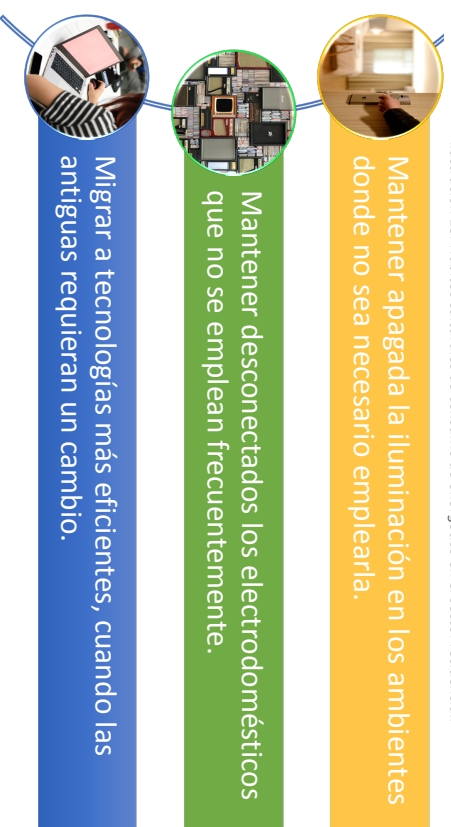 Mantener apagada la iluminación en los ambientes
donde no sea necesario emplearla.
Mantener desconectados los electrodomésticos
que no se emplean frecuentemente.
Migrar a tecnologías más eficientes, cuando las
antiguas requieran un cambio.